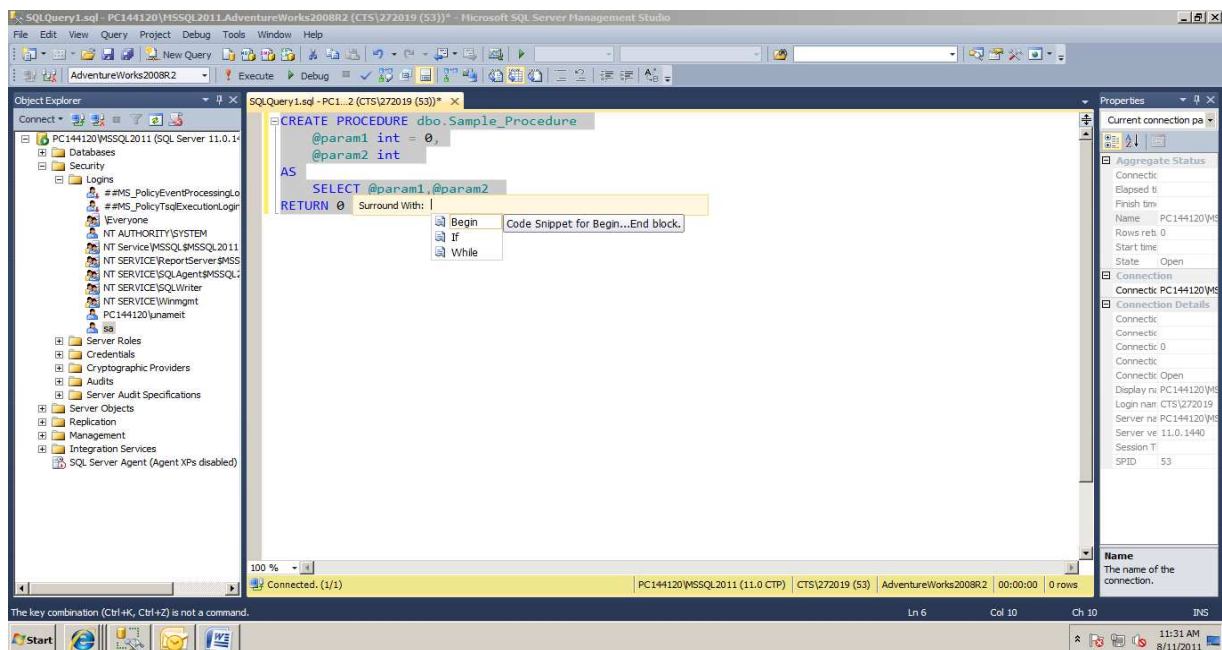 SQLQuery1.sql - PC144120\MSSQL2011.AdventureWorks2008R2 (CTS\272019 (53))* - Microsoft SQL Server Management Studio
File Edit View Query Project Debug Tools Window Help
New Query
AdventureWorks2008R2 Execute Debug
Object Explorer
Connect
PC144120\MSSQL2011 (SQL Server 11.0.14
Databases
Security
Logins
##MS_PolicyEventProcessingLo
##MS_PolicyTsqlExecutionLogin
\Everyone
NT AUTHORITY\SYSTEM
NT Service\MSSQL$MSSQL2011
NT SERVICE\ReportServer$MSS
NT SERVICE\SQLAgent$MSSQL2
NT SERVICE\SQLWriter
NT SERVICE\Winmgmt
PC144120\unameit
sa
Server Roles
Credentials
Cryptographic Providers
Audits
Server Audit Specifications
Server Objects
Replication
Management
Integration Services
SQL Server Agent (Agent XPs disabled)
SQLQuery1.sql - PC1...2 (CTS\272019 (53))*
CREATE PROCEDURE dbo.Sample_Procedure
@param1 int = 0,
@param2 int
AS
SELECT @param1,@param2
RETURN 0
Surround With:
Begin
If
While
Code Snippet for Begin...End block.
100 %
Connected. (1/1)
PC144120\MSSQL2011 (11.0 CTP) CTS\272019 (53) AdventureWorks2008R2 00:00:00 0 rows
Properties
Current connection pa
Aggregate Status
Connectic
Elapsed ti
Finish tim
Name PC144120\MS
Rows retu 0
Start time
State Open
Connection
Connectic PC144120\MS
Connection Details
Connectic
Connectic
Connectic 0
Connectic
Connectic Open
Display na PC144120\MS
Login nam CTS\272019
Server na PC144120\MS
Server ve 11.0.1440
Session T
SPID 53
Name
The name of the
connection.
The key combination (Ctrl+K, Ctrl+Z) is not a command.
Ln 6 Col 10 Ch 10 INS
Start
11:31 AM
8/11/2011